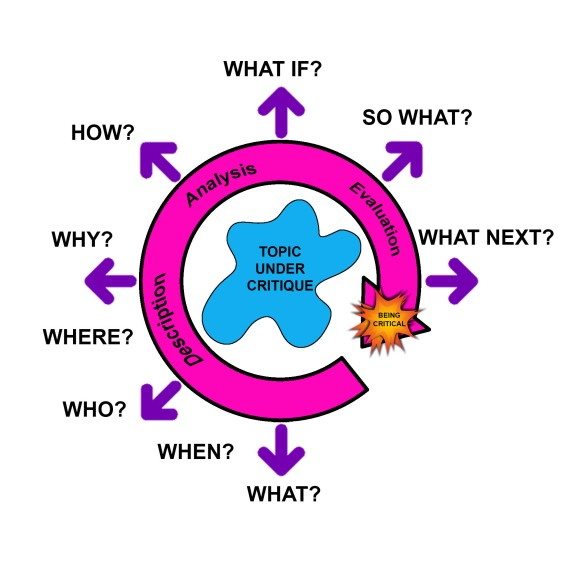 WHAT IF?
SO WHAT?
HOW?
Analysis
Evaluation
WHY?
WHAT NEXT?
TOPIC
UNDER
CRITIQUE
Description
BEING
CRITICAL
WHERE?
WHO?
WHEN?
WHAT?